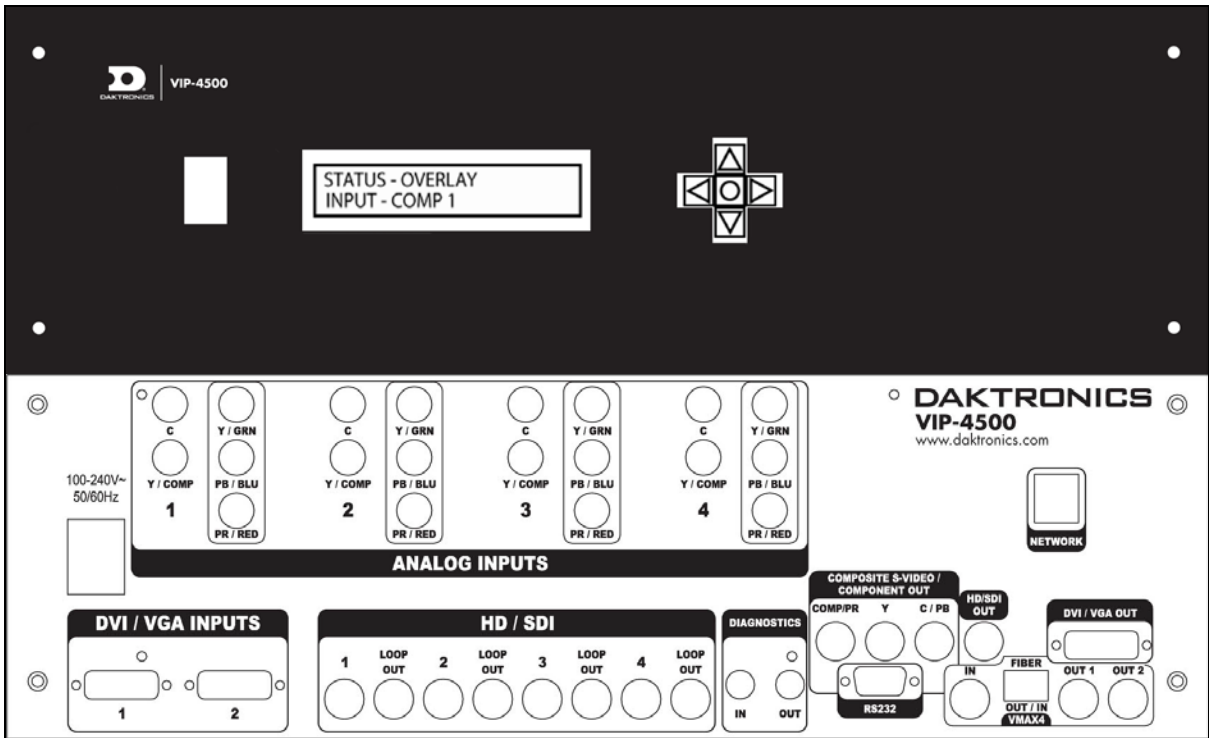 DAKTRONICS
VIP-4500
STATUS - OVERLAY
INPUT - COMP 1
C
Y / GRN
C
Y / GRN
C
Y / GRN
C
Y / GRN
Y / COMP
PB / BLU
Y / COMP
PB / BLU
Y / COMP
PB / BLU
Y / COMP
PB / BLU
1
PR / RED
2
PR / RED
3
PR / RED
4
PR / RED
ANALOG INPUTS
100-240V~
50/60Hz
DAKTRONICS
VIP-4500
www.daktronics.com
NETWORK
DVI / VGA INPUTS
1
2
HD / SDI
1
LOOP
OUT
2
LOOP
OUT
3
LOOP
OUT
4
LOOP
OUT
DIAGNOSTICS
IN
OUT
COMPOSITE S-VIDEO /
COMPONENT OUT
COMP/PR
Y
C / PB
RS232
HD/SDI
OUT
DVI / VGA OUT
IN
FIBER
OUT 1
OUT 2
OUT / IN
VMAX4